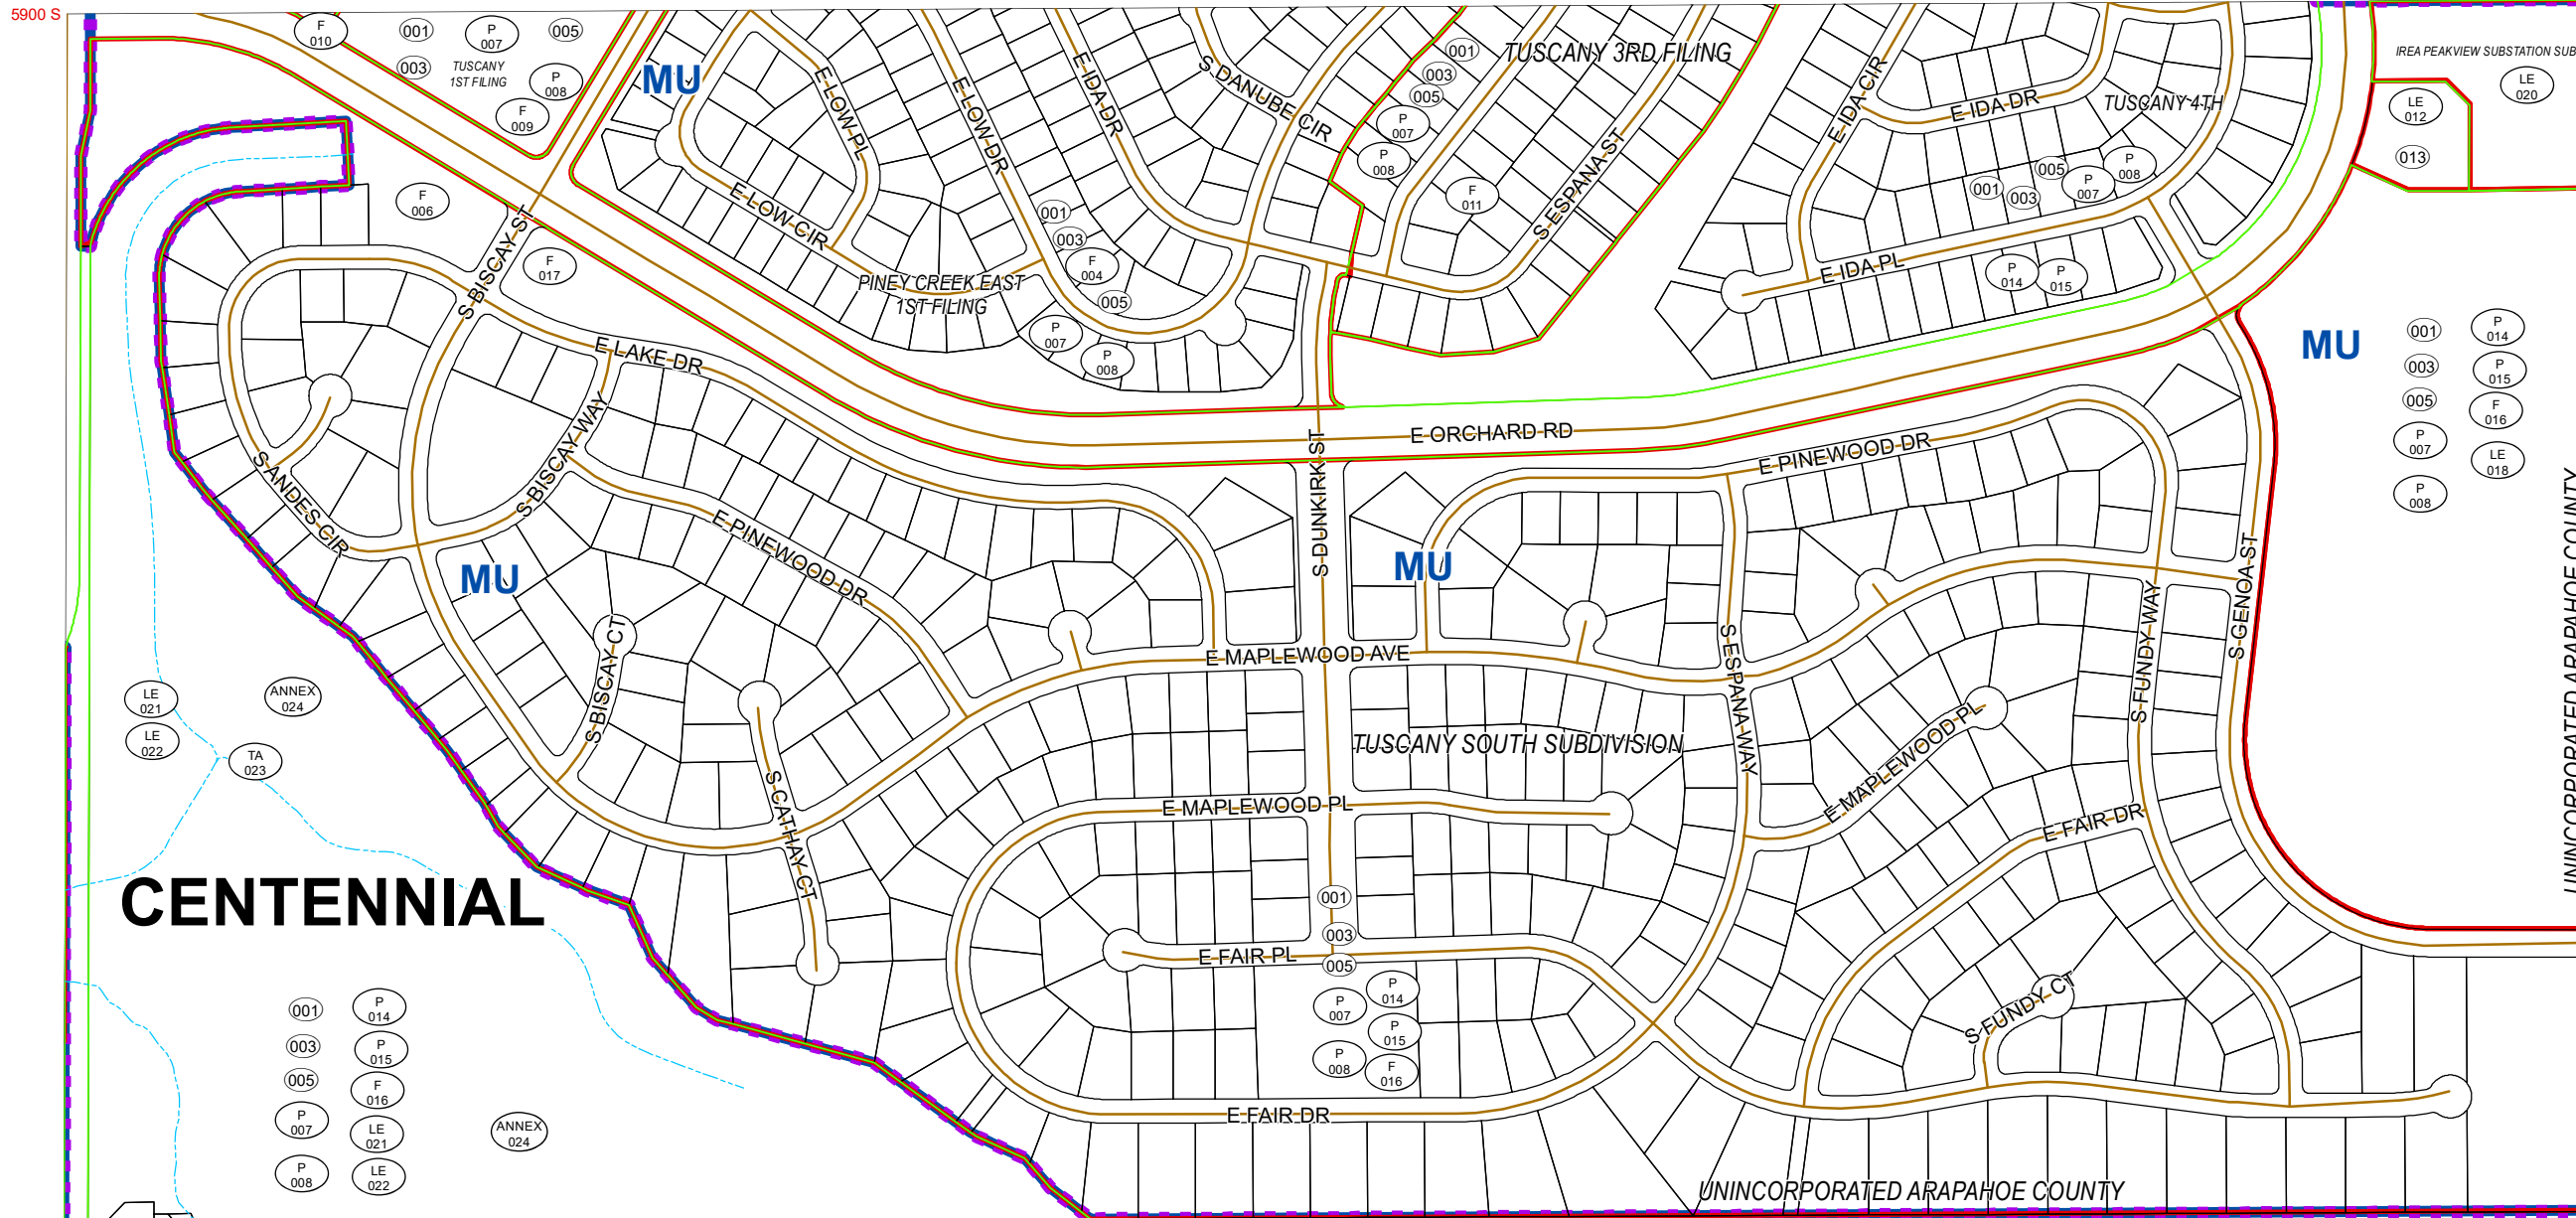 5900 S
F
010
001
P
007
005
003
TUSCANY
1ST FILING
P
008
F
009
MU
E LOW PL
E LOW DR
E IDA DR
S DANUBE CIR
001
003
005
P
007
P
008
TUSCANY 3RD FILING
F
011
S ESPANA ST
E IDA CIR
E IDA DR
TUSCANY 4TH
IREA PEAKVIEW SUBSTATION SUB
LE
020
LE
012
013
005
P
008
001
003
P
007
F
006
S BISCAY ST
F
017
E LOW CIR
PINEY CREEK EAST
1ST FILING
001
003
F
004
005
P
007
P
008
E IDA PL
P
014
P
015
MU
001
P
014
003
P
015
005
F
016
P
007
LE
018
P
008
UNINCORPORATED ARAPAHOE COUNTY
E LAKE DR
S BISCAY WAY
S ANDES CIR
E PINEWOOD DR
MU
S BISCAY CT
S DUNKIRK ST
E ORCHARD RD
E PINEWOOD DR
MU
S GENOA ST
S FUNDY WAY
E MAPLEWOOD AVE
S ESPANA WAY
LE
021
ANNEX
024
LE
022
TA
023
S CATHAY CT
TUSCANY SOUTH SUBDIVISION
E MAPLEWOOD PL
E MAPLEWOOD PL
E FAIR DR
CENTENNIAL
001
003
005
E FAIR PL
P
014
P
007
P
015
P
008
F
016
S FUNDY CT
E FAIR DR
001
P
014
003
P
015
005
F
016
P
007
LE
021
ANNEX
024
P
008
LE
022
UNINCORPORATED ARAPAHOE COUNTY